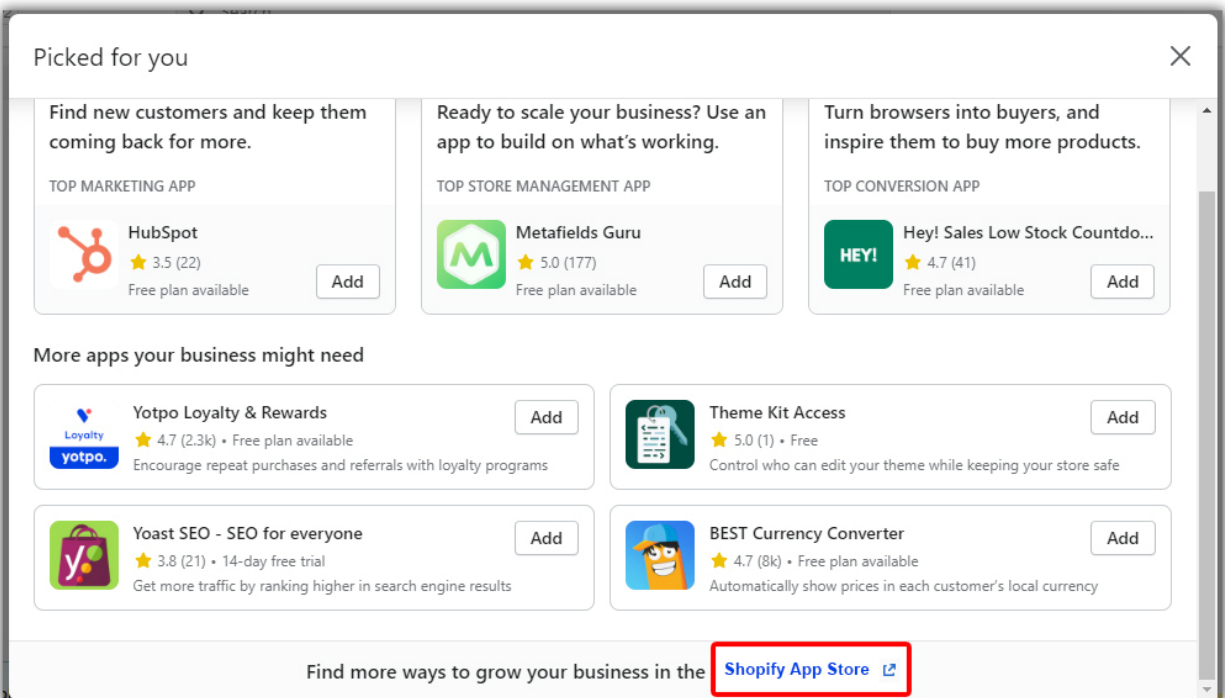 Picked for you
Find new customers and keep them
coming back for more.
TOP MARKETING APP
HubSpot
3.5 (22)
Free plan available
Add
Ready to scale your business? Use an
app to build on what's working.
TOP STORE MANAGEMENT APP
Metafields Guru
5.0 (177)
Free plan available
Add
Turn browsers into buyers, and
inspire them to buy more products.
TOP CONVERSION APP
HEY!
Hey! Sales Low Stock Countdo...
4.7 (41)
Free plan available
Add
More apps your business might need
Loyalty
yotpo.
Yotpo Loyalty & Rewards
4.7 (2.3k) • Free plan available
Encourage repeat purchases and referrals with loyalty programs
Add
Theme Kit Access
5.0 (1) • Free
Control who can edit your theme while keeping your store safe
Add
Yoast SEO - SEO for everyone
3.8 (21) • 14-day free trial
Get more traffic by ranking higher in search engine results
Add
BEST Currency Converter
4.7 (8k) • Free plan available
Automatically show prices in each customer's local currency
Add
Find more ways to grow your business in the Shopify App Store